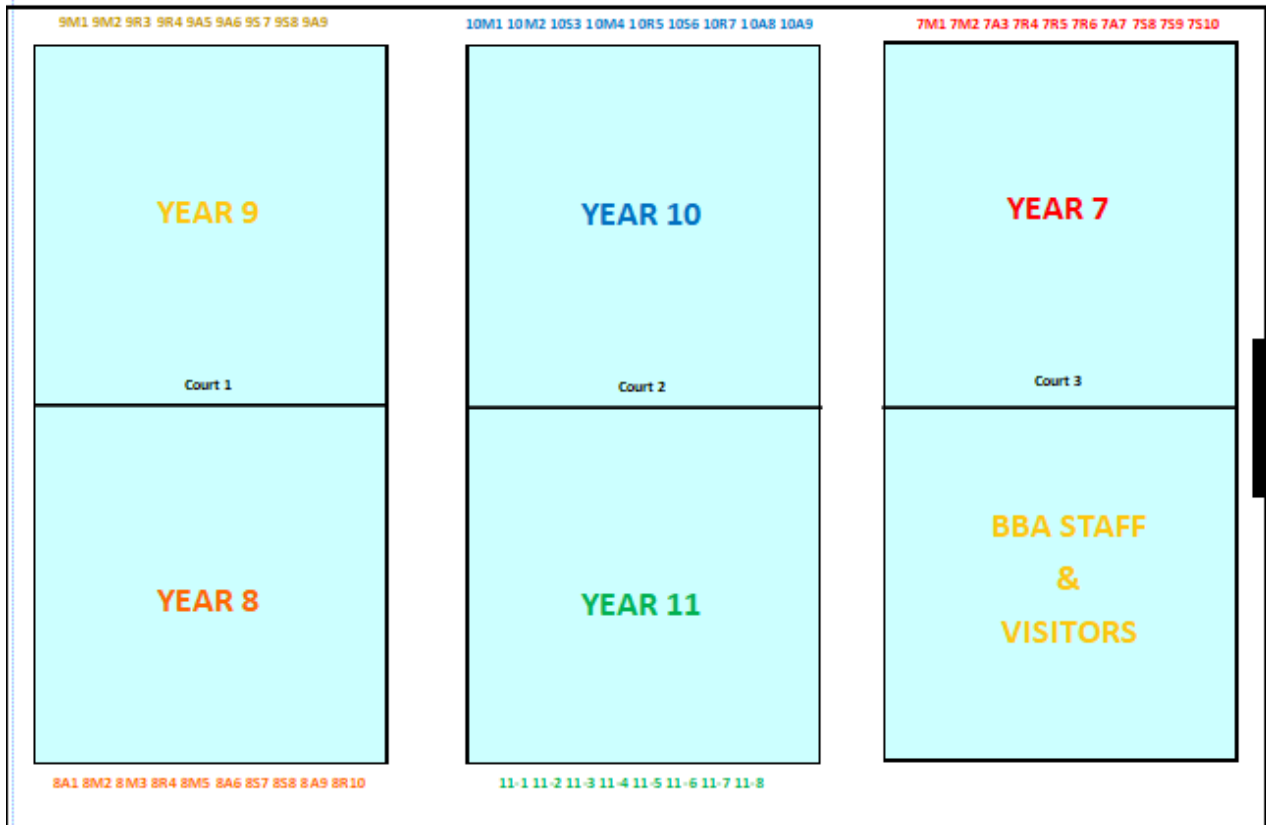 9M1 9M2 9R3 9R4 9A5 9A6 9S7 9S8 9A9
10M1 10M2 10S3 10M4 10R5 10S6 10R7 10A8 10A9
7M1 7M2 7A3 7R4 7R5 7R6 7A7 7S8 7S9 7S10
YEAR 9
YEAR 10
YEAR 7
Court 1
Court 2
Court 3
YEAR 8
YEAR 11
BBA STAFF
&
VISITORS
8A1 8M2 8M3 8R4 8M5 8A6 8S7 8S8 8A9 8R10
11-1 11-2 11-3 11-4 11-5 11-6 11-7 11-8